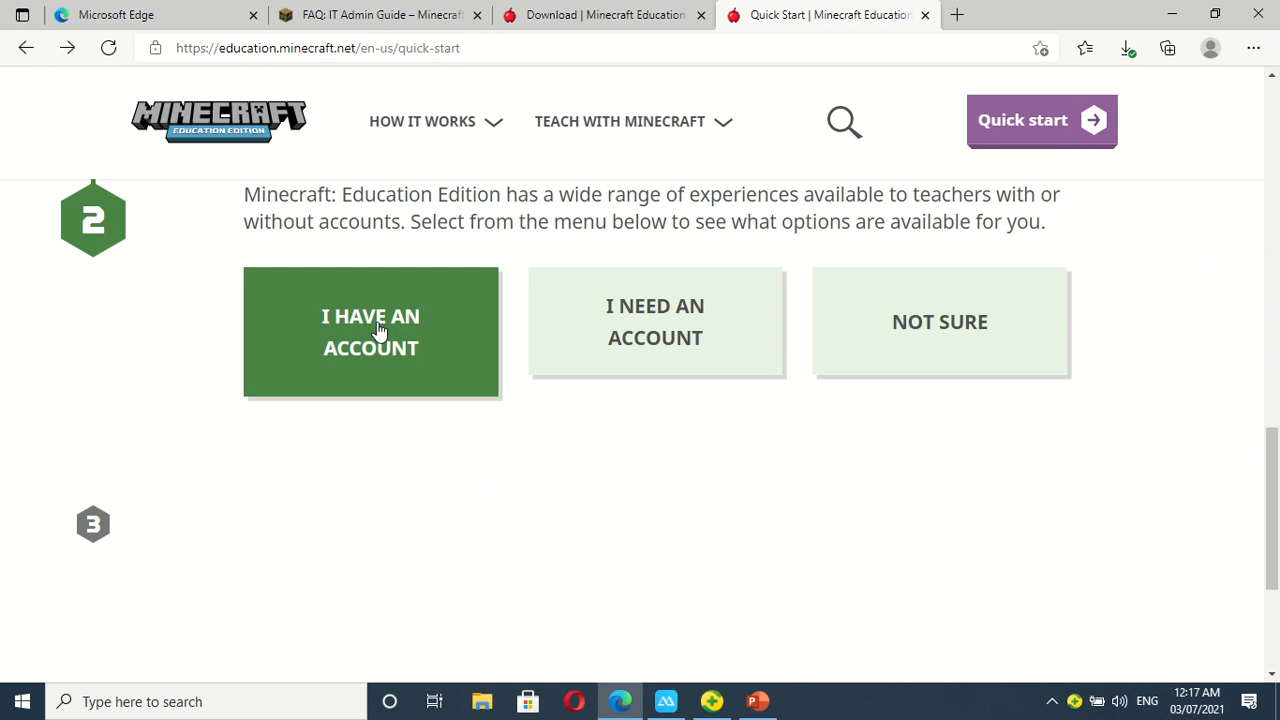 Microsoft Edge
FAQ: IT Admin Guide – Minecraf
Download | Minecraft Education
Quick Start | Minecraft Education
https://education.minecraft.net/en-us/quick-start
MINECRAFT
EDUCATION EDITION
HOW IT WORKS
TEACH WITH MINECRAFT
Quick start
2
Minecraft: Education Edition has a wide range of experiences available to teachers with or
without accounts. Select from the menu below to see what options are available for you.
I HAVE AN
ACCOUNT
I NEED AN
ACCOUNT
NOT SURE
3
Type here to search
ENG
12:17 AM
03/07/2021